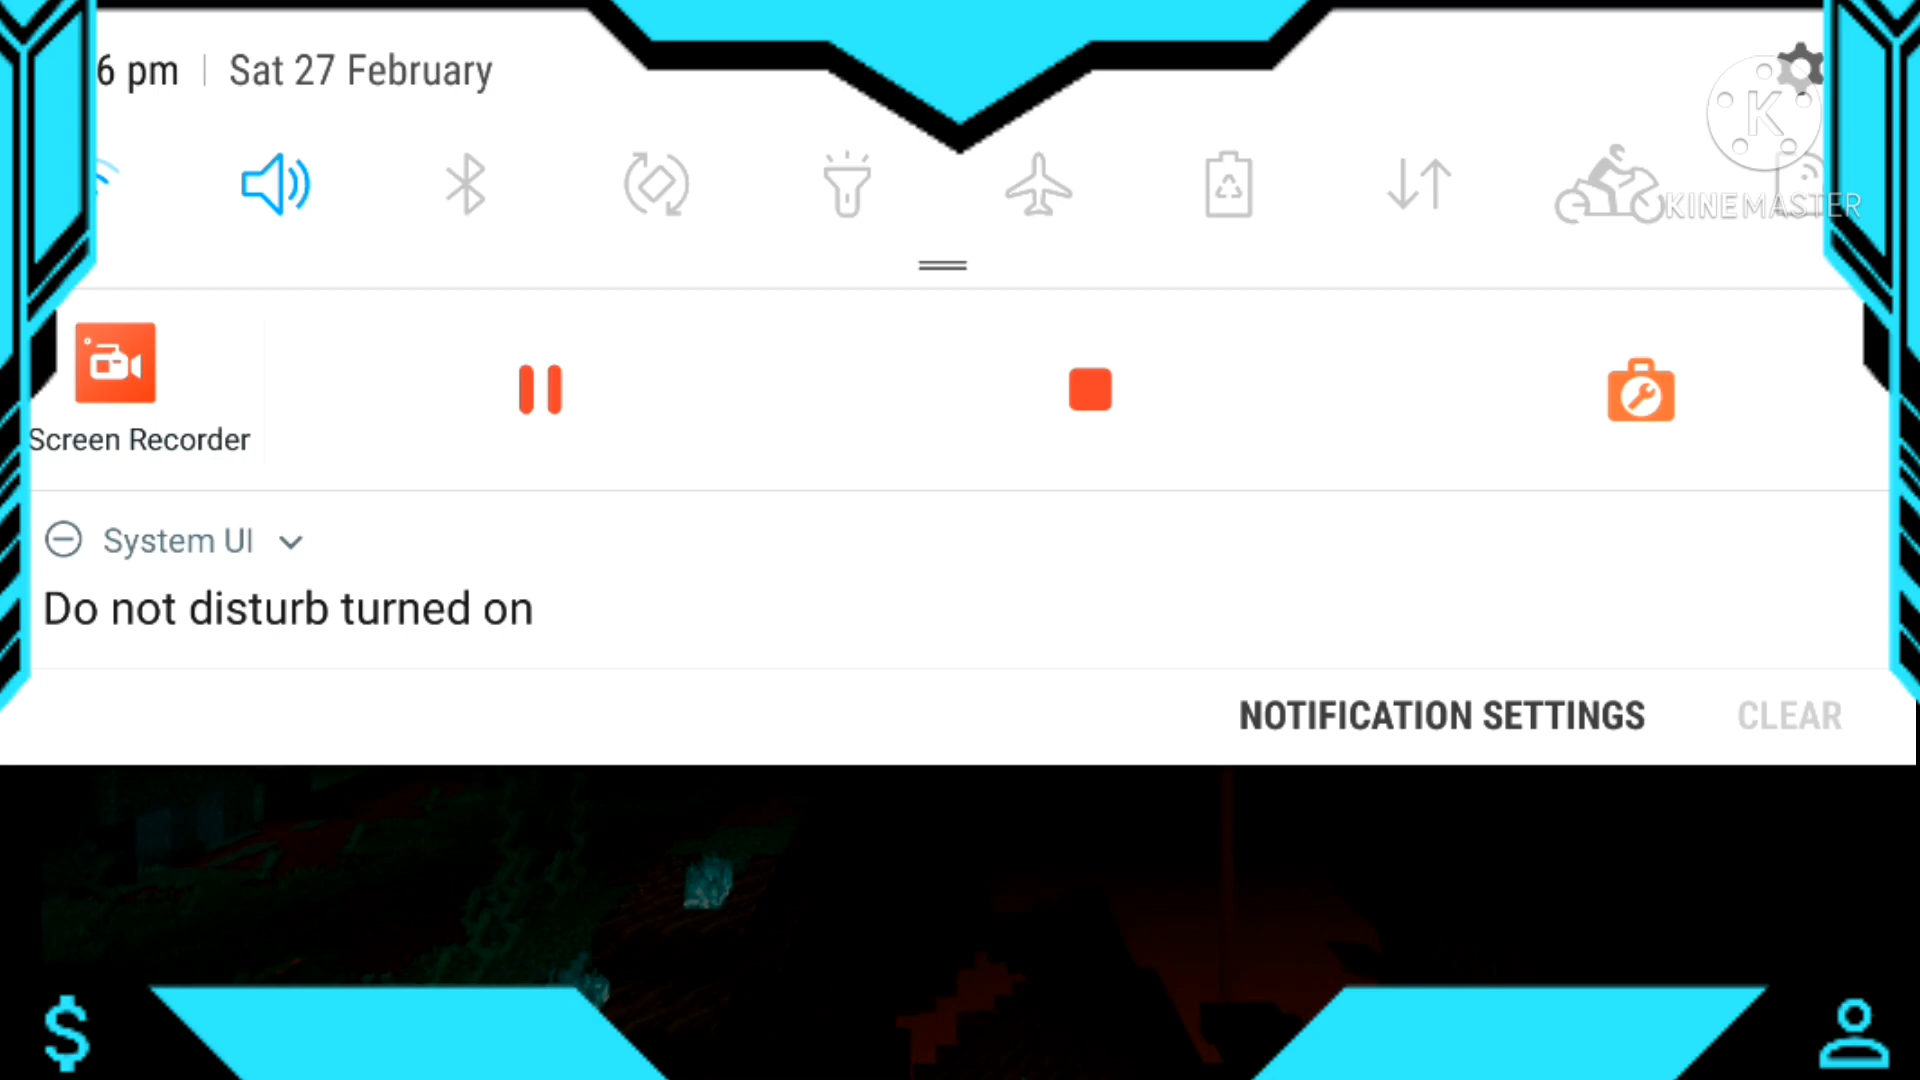 6 pm | Sat 27 February
K
KINEMASTER
Screen Recorder
System UI
Do not disturb turned on
NOTIFICATION SETTINGS CLEAR
$